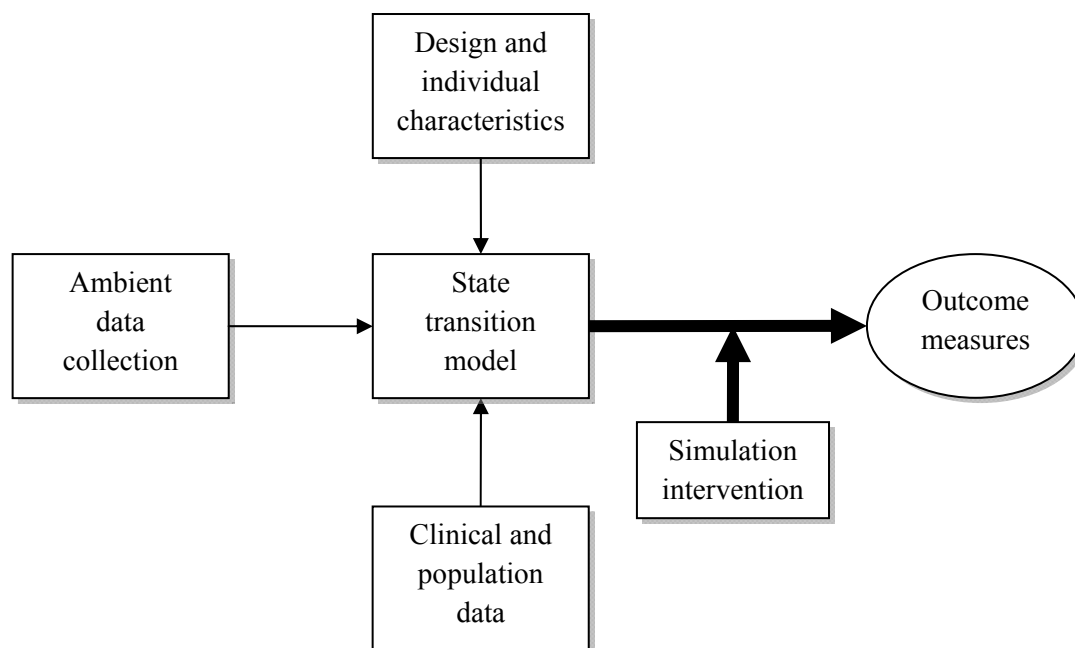 Design and
individual
characteristics
Ambient
data
collection
State
transition
model
Outcome
measures
Simulation
intervention
Clinical and
population
data